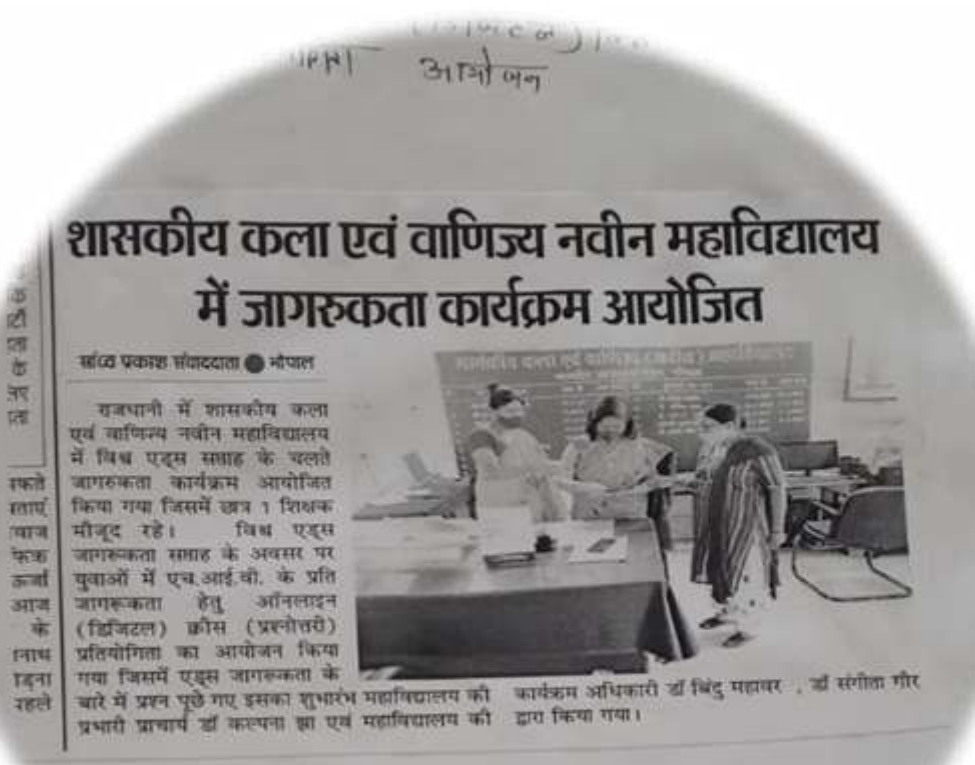 आयोजन
शासकीय कला एवं वाणिज्य नवीन महाविद्यालय
में जागरुकता कार्यक्रम आयोजित
सांध्य प्रकाश संवाददाता ● भोपाल
राजधानी में शासकीय कला
एवं वाणिज्य नवीन महाविद्यालय
में विश्व एड्स सप्ताह के चलते
जागरुकता कार्यक्रम आयोजित
किया गया जिसमें छात्र 1 शिक्षक
मौजूद रहे। विश्व एड्स
जागरूकता सप्ताह के अवसर पर
युवाओं में एच.आई.वी. के प्रति
जागरूकता हेतु ऑनलाइन
(डिजिटल) क्रीस (प्रश्नोत्तरी)
प्रतियोगिता का आयोजन किया
गया जिसमें एड्स जागरूकता के
बारे में प्रश्न पूछे गए इसका शुभारंभ महाविद्यालय की
प्रभारी प्राचार्य डॉ कल्पना झा एवं महाविद्यालय की
कार्यक्रम अधिकारी डॉ बिंदु महावर , डॉ संगीता गौर
द्वारा किया गया।